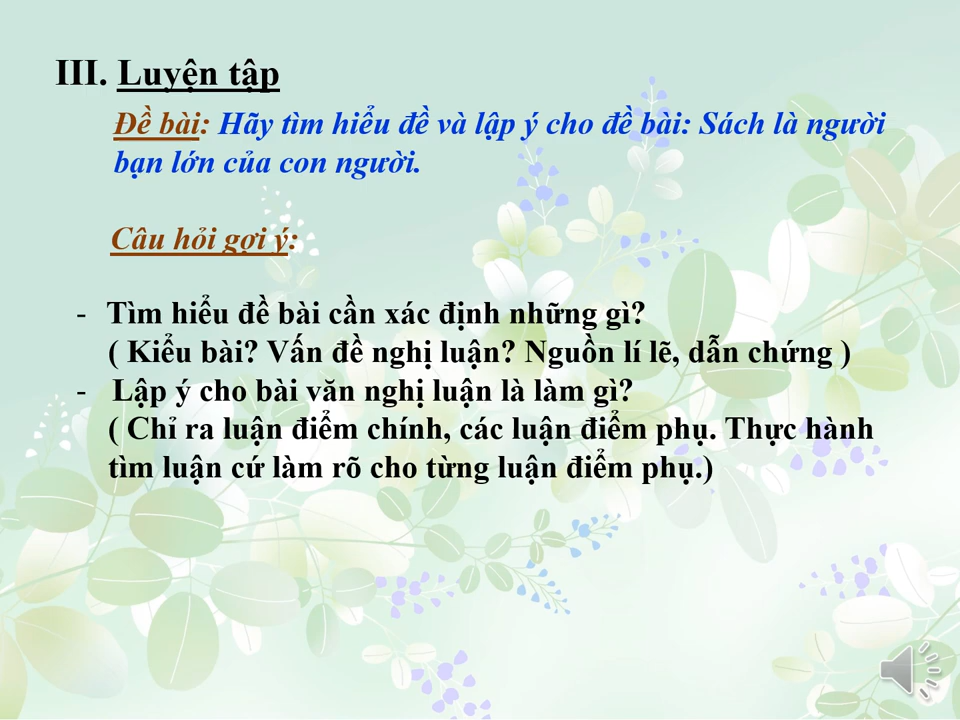 III. Luyện tập
Đề bài: Hãy tìm hiểu đề và lập ý cho đề bài: Sách là người
bạn lớn của con người.
Câu hỏi gợi ý:
- Tìm hiểu đề bài cần xác định những gì?
( Kiểu bài? Vấn đề nghị luận? Nguồn lí lẽ, dẫn chứng )
- Lập ý cho bài văn nghị luận là làm gì?
( Chỉ ra luận điểm chính, các luận điểm phụ. Thực hành
tìm luận cứ làm rõ cho từng luận điểm phụ.)